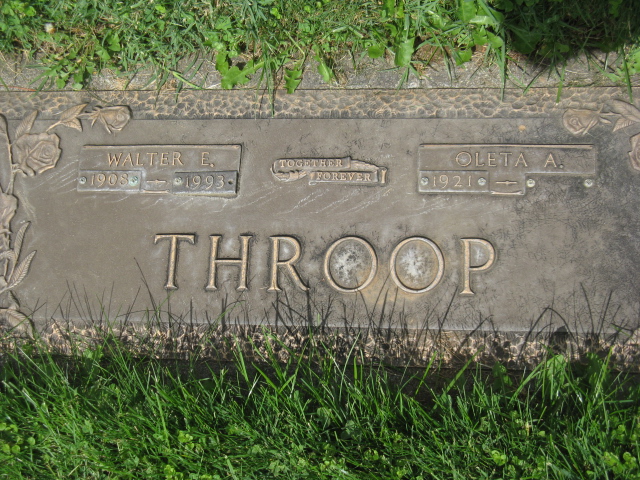 WALTER E.
1908 – 1993
TOGETHER
FOREVER
OLETA A.
1921 –
THROOP